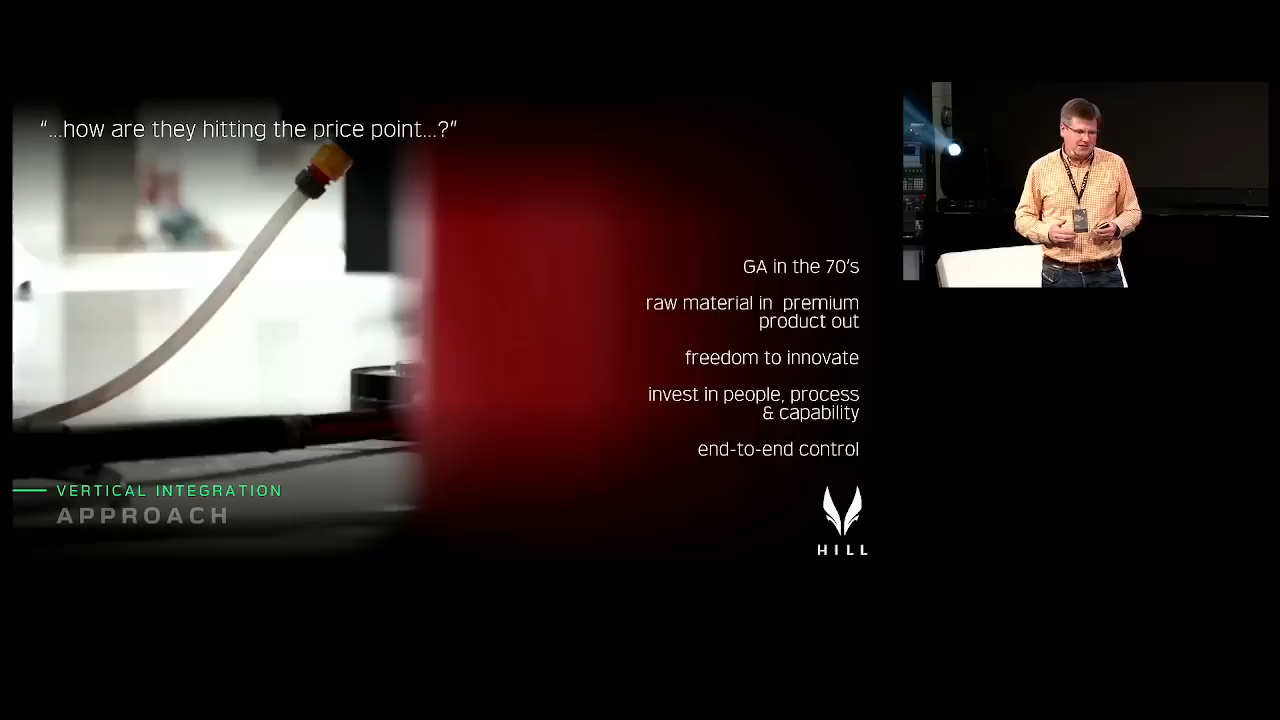 “...how are they hitting the price point...?”
GA in the 70's
raw material in  premium
product out
freedom to innovate
invest in people, process
& capability
end-to-end control
VERTICAL INTEGRATION
APPROACH
HILL